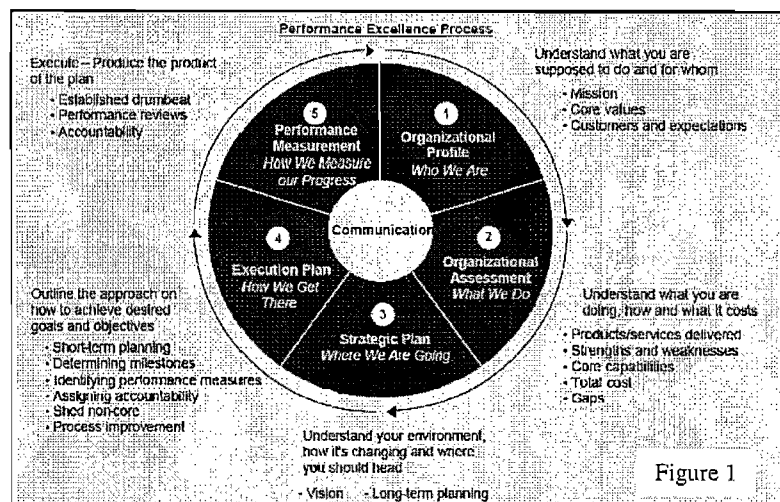 Performance Excellence Process
Execute – Produce the product
of the plan
- Established drumbeat
- Performance reviews
- Accountability
Understand what you are
supposed to do and for whom
- Mission
- Core values
- Customers and expectations
5
Performance
Measurement
How We Measure
our Progress
1
Organizational
Profile
Who We Are
Communication
4
Execution Plan
How We Get
There
2
Organizational
Assessment
What We Do
3
Strategic Plan
Where We Are Going
Outline the approach on
how to achieve desired
goals and objectives
- Short-term planning
- Determining milestones
- Identifying performance measures
- Assigning accountability
- Shed non-core
- Process improvement
Understand what you are
doing, how and what it costs
- Products/services delivered
- Strengths and weaknesses
- Core capabilities
- Total cost
- Gaps
Understand your environment,
how it's changing and where
you should head
- Vision - Long-term planning
Figure 1